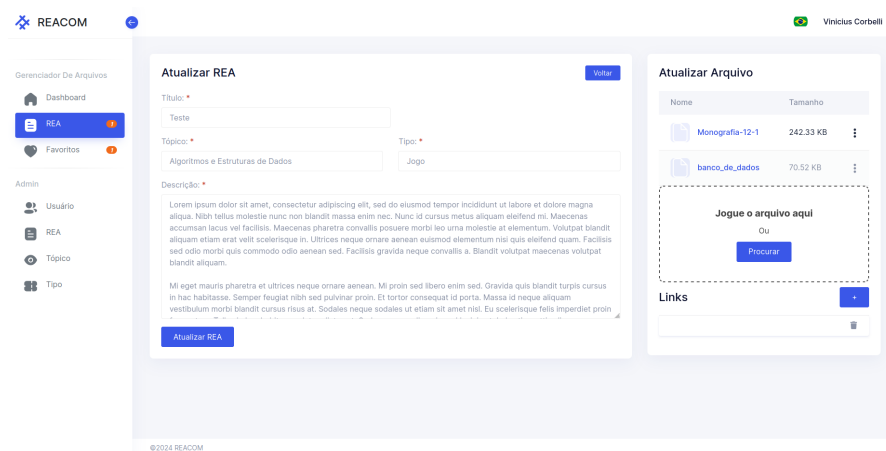 REACOM
Vinicius Corbelli
Gerenciador De Arquivos
Dashboard
REA
Favoritos
Admin
Usuário
REA
Tópico
Tipo
Atualizar REA
Voltar
Título: *
Teste
Tópico: *
Tipo: *
Algoritmos e Estruturas de Dados
Jogo
Descrição: *
Lorem ipsum dolor sit amet, consectetur adipiscing elit, sed do eiusmod tempor incididunt ut labore et dolore magna
aliqua. Nibh tellus molestie nunc non blandit massa enim nec. Nunc id cursus metus aliquam eleifend mi. Maecenas
accumsan lacus vel facilisis. Maecenas pharetra convallis posuere morbi leo urna molestie at elementum. Volutpat blandit
aliquam etiam erat velit scelerisque in. Ultrices neque ornare aenean euismod elementum nisi quis eleifend quam. Facilisis
sed odio morbi quis commodo odio aenean sed. Facilisis gravida neque convallis a. Blandit volutpat maecenas volutpat
blandit aliquam.
Mi eget mauris pharetra et ultrices neque ornare aenean. Mi proin sed libero enim sed. Gravida quis blandit turpis cursus
in hac habitasse. Semper feugiat nibh sed pulvinar proin. Et tortor consequat id porta. Massa id neque aliquam
vestibulum morbi blandit cursus risus at. Sodales neque sodales ut etiam sit amet nisl. Eu scelerisque felis imperdiet proin
Atualizar REA
Atualizar Arquivo
Nome Tamanho
Monografia-12-1 242.33 KB
banco_de_dados 70.52 KB
Jogue o arquivo aqui
Ou
Procurar
Links
+
©2024 REACOM